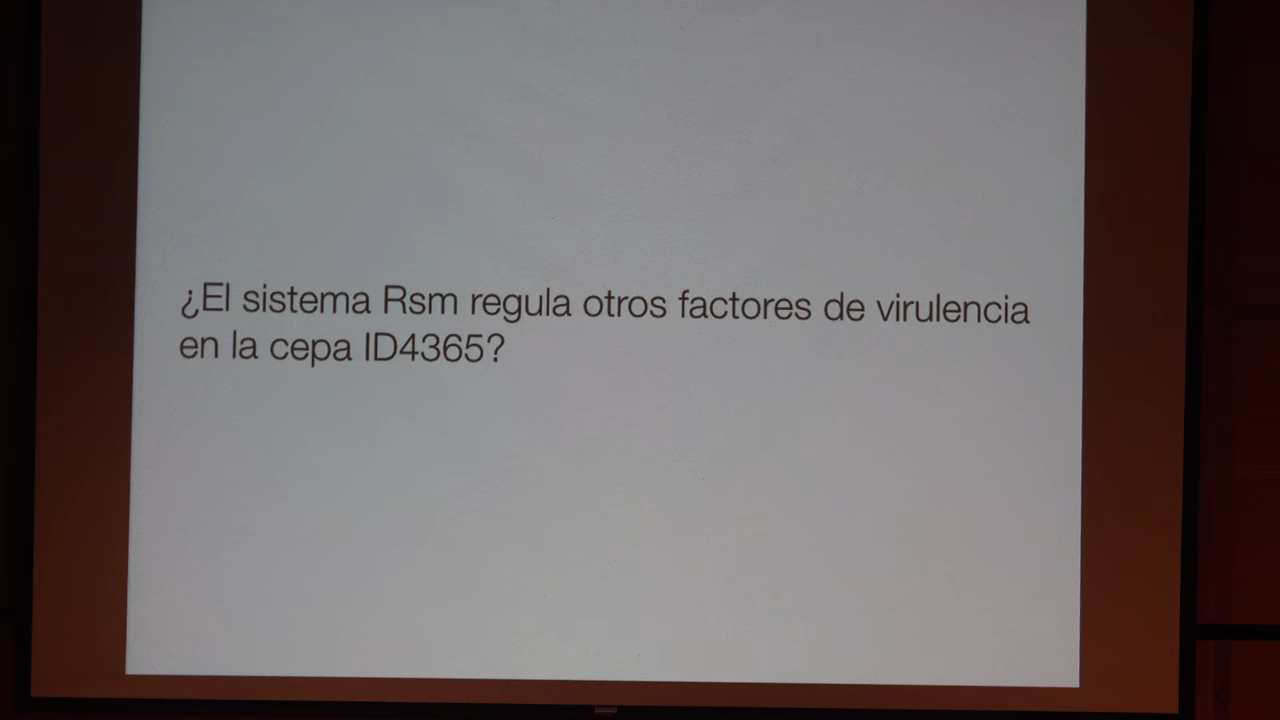 ¿El sistema Rsm regula otros factores de virulencia
en la cepa ID4365?